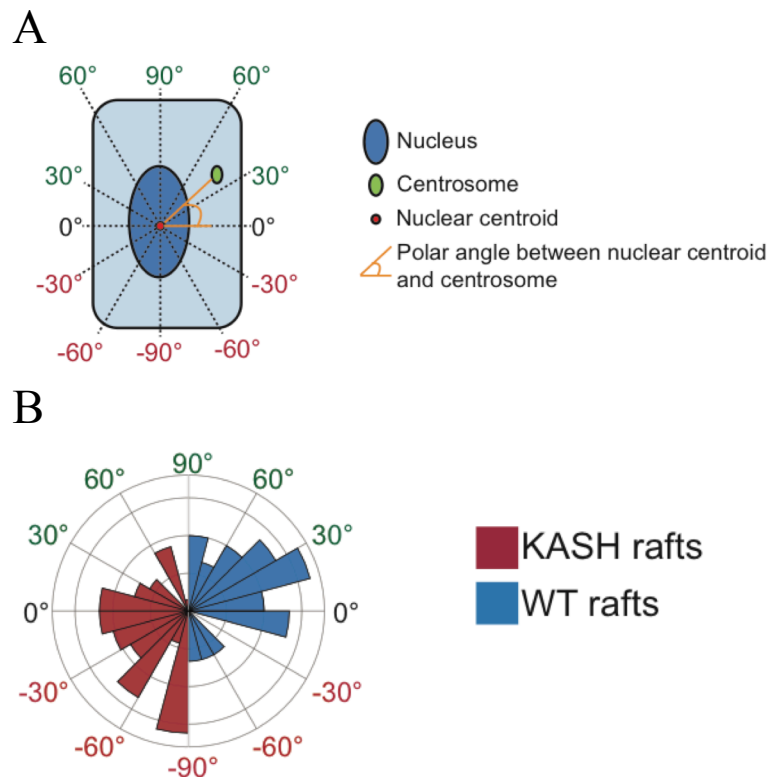 A
60° 90° 60°
30° 30°
0° 0°
-30° -30°
-60° -90° -60°
Nucleus
Centrosome
Nuclear centroid
Polar angle between nuclear centroid
and centrosome
B
90°
60° 60°
30° 30°
0° 0°
-30° -30°
-60° -60°
-90°
KASH rafts
WT rafts